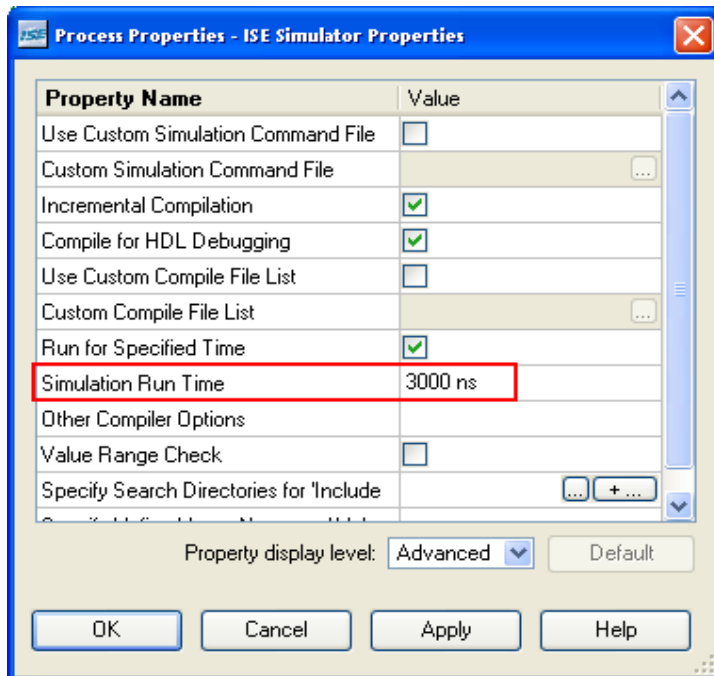 ISE Process Properties - ISE Simulator Properties
Property Name Value
Use Custom Simulation Command File
Custom Simulation Command File ...
Incremental Compilation
Compile for HDL Debugging
Use Custom Compile File List
Custom Compile File List ...
Run for Specified Time
Simulation Run Time 3000 ns
Other Compiler Options
Value Range Check
Specify Search Directories for 'Include ... + ...
Property display level: Advanced Default
OK Cancel Apply Help